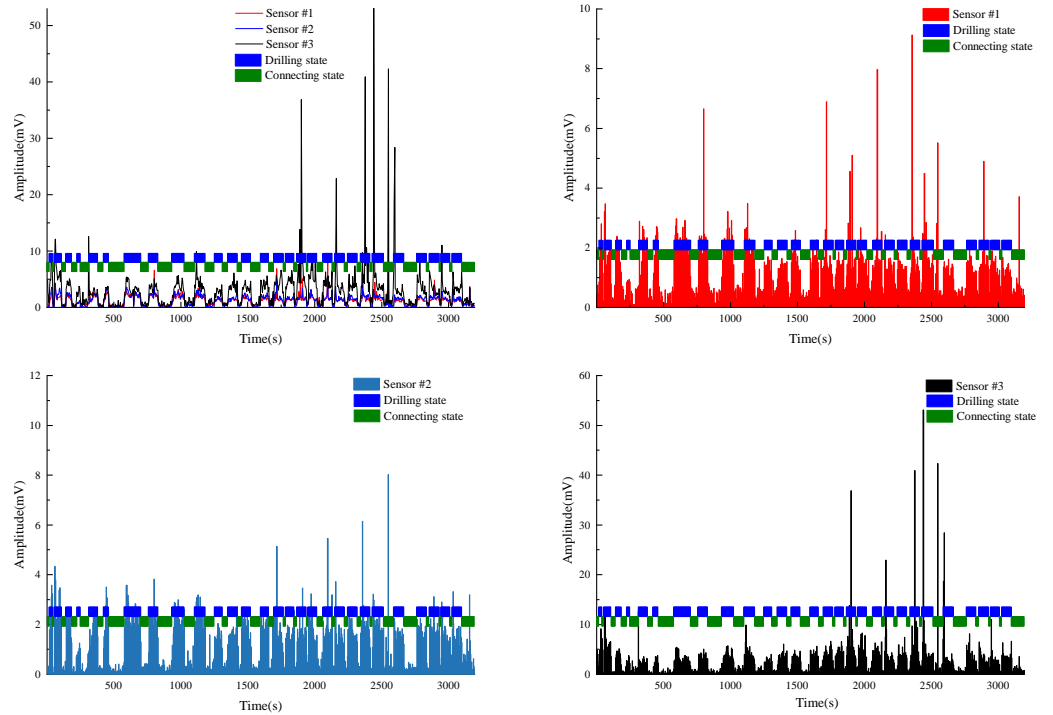 Sensor #1
Sensor #2
Sensor #3
Drilling state
Connecting state
50
40
30
20
10
0
Amplitude(mV)
500
1000
1500
2000
2500
3000
Time(s)
Sensor #1
Drilling state
Connecting state
10
8
6
4
2
0
Amplitude(mV)
500
1000
1500
2000
2500
3000
Time(s)
Sensor #2
Drilling state
Connecting state
12
10
8
6
4
2
0
Amplitude(mV)
500
1000
1500
2000
2500
3000
Time(s)
Sensor #3
Drilling state
Connecting state
60
50
40
30
20
10
0
Amplitude(mV)
500
1000
1500
2000
2500
3000
Time(s)